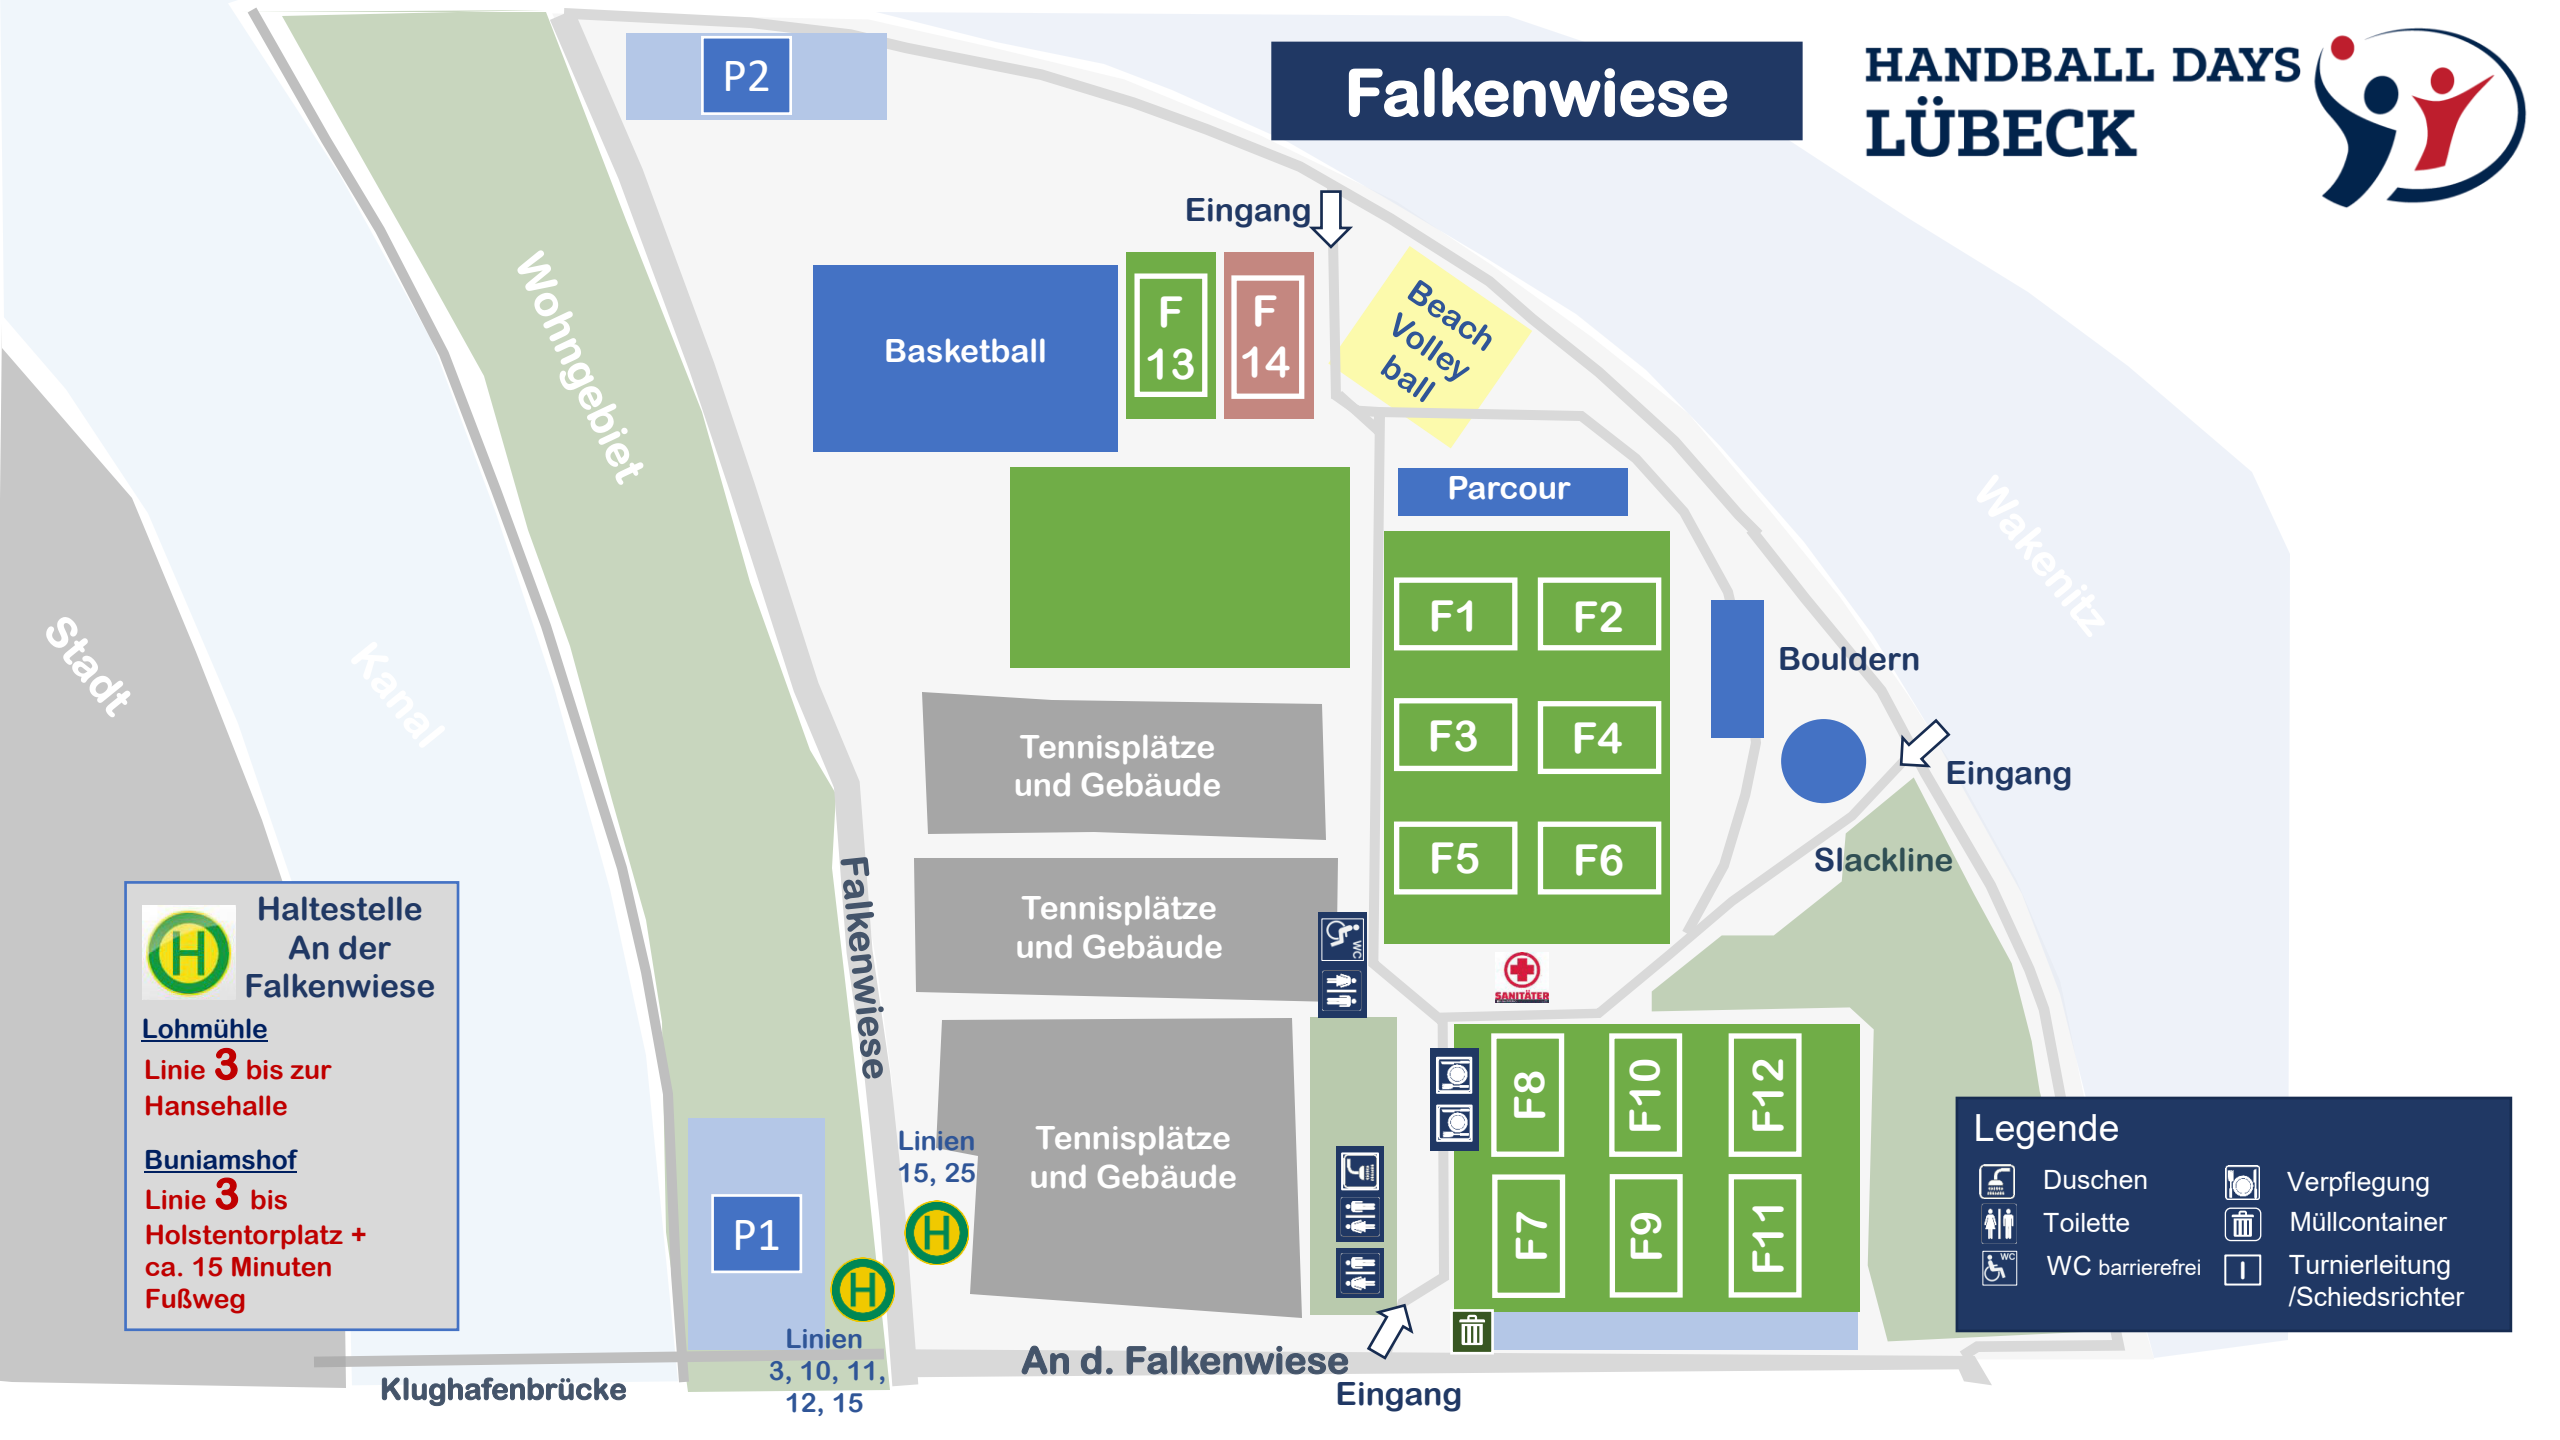 P2
Falkenwiese
HANDBALL DAYS
LÜBECK
Eingang
Wohngebiet
Basketball
F
13
F
14
Beach
Volley
ball
Parcour
Wakenitz
F1
F2
Stadt
Kanal
Bouldern
F3
F4
Tennisplätze
und Gebäude
Eingang
F5
F6
Slackline
Falkenwiese
Tennisplätze
und Gebäude
WC
SANITÄTER
Haltestelle
An der
Falkenwiese
H
Lohmühle
Linie 3 bis zur
Hansehalle
Buniamshof
Linie 3 bis
Holstentorplatz +
ca. 15 Minuten
Fußweg
Linien
15, 25
H
Tennisplätze
und Gebäude
F8
F10
F12
F7
F9
F11
P1
H
Linien
3, 10, 11,
12, 15
Klughafenbrücke
An d. Falkenwiese
Eingang
Legende
Duschen
Verpflegung
Toilette
Müllcontainer
WC
WC barrierefrei
I
Turnierleitung
/Schiedsrichter